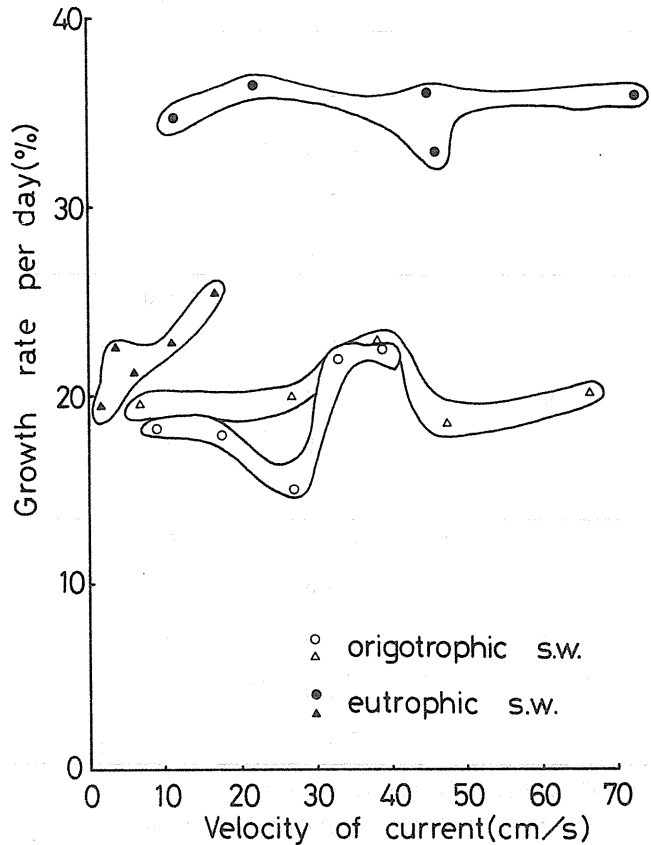 Growth rate per day(%)
40
30
20
10
0
origotrophic s.w.
eutrophic s.w.
0 10 20 30 40 50 60 70
Velocity of current(cm/s)